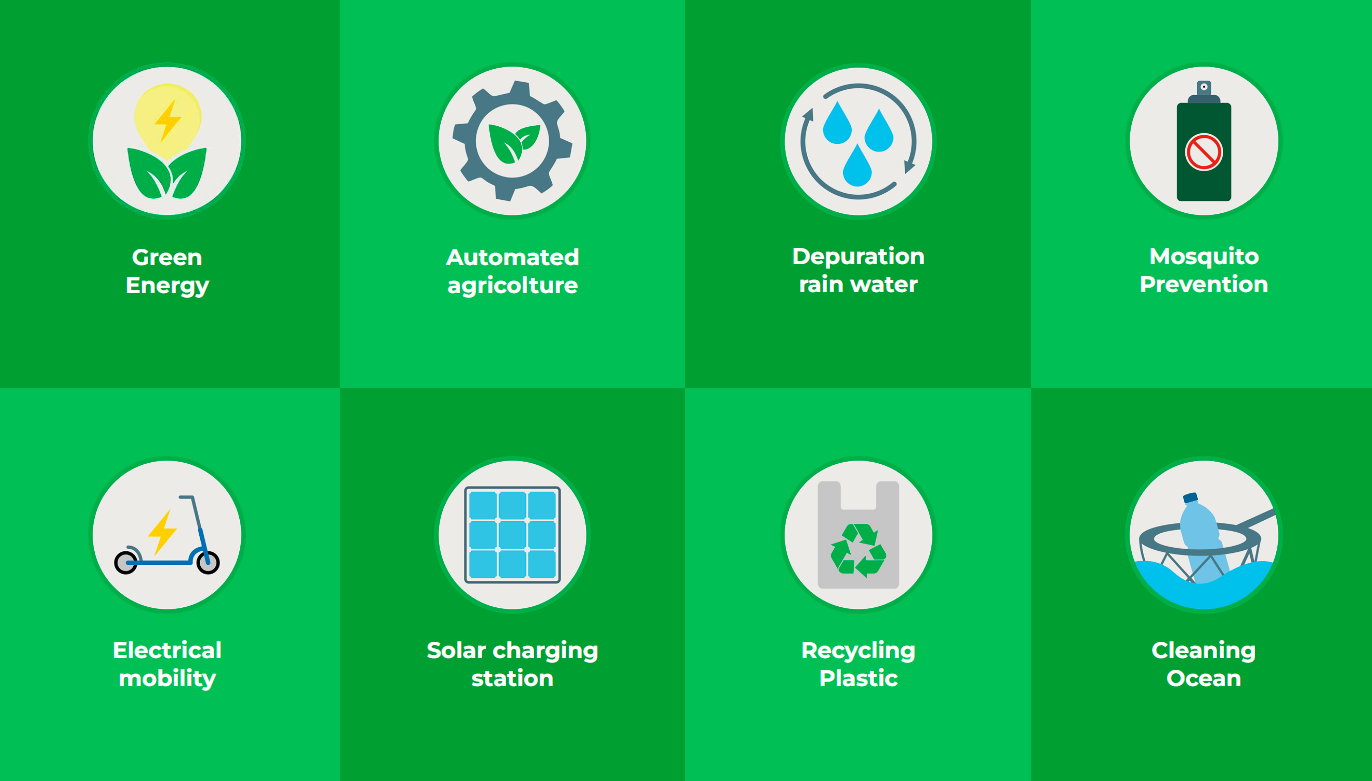 Green
Energy
Automated
agricolture
Depuration
rain water
Mosquito
Prevention
Electrical
mobility
Solar charging
station
Recycling
Plastic
Cleaning
Ocean